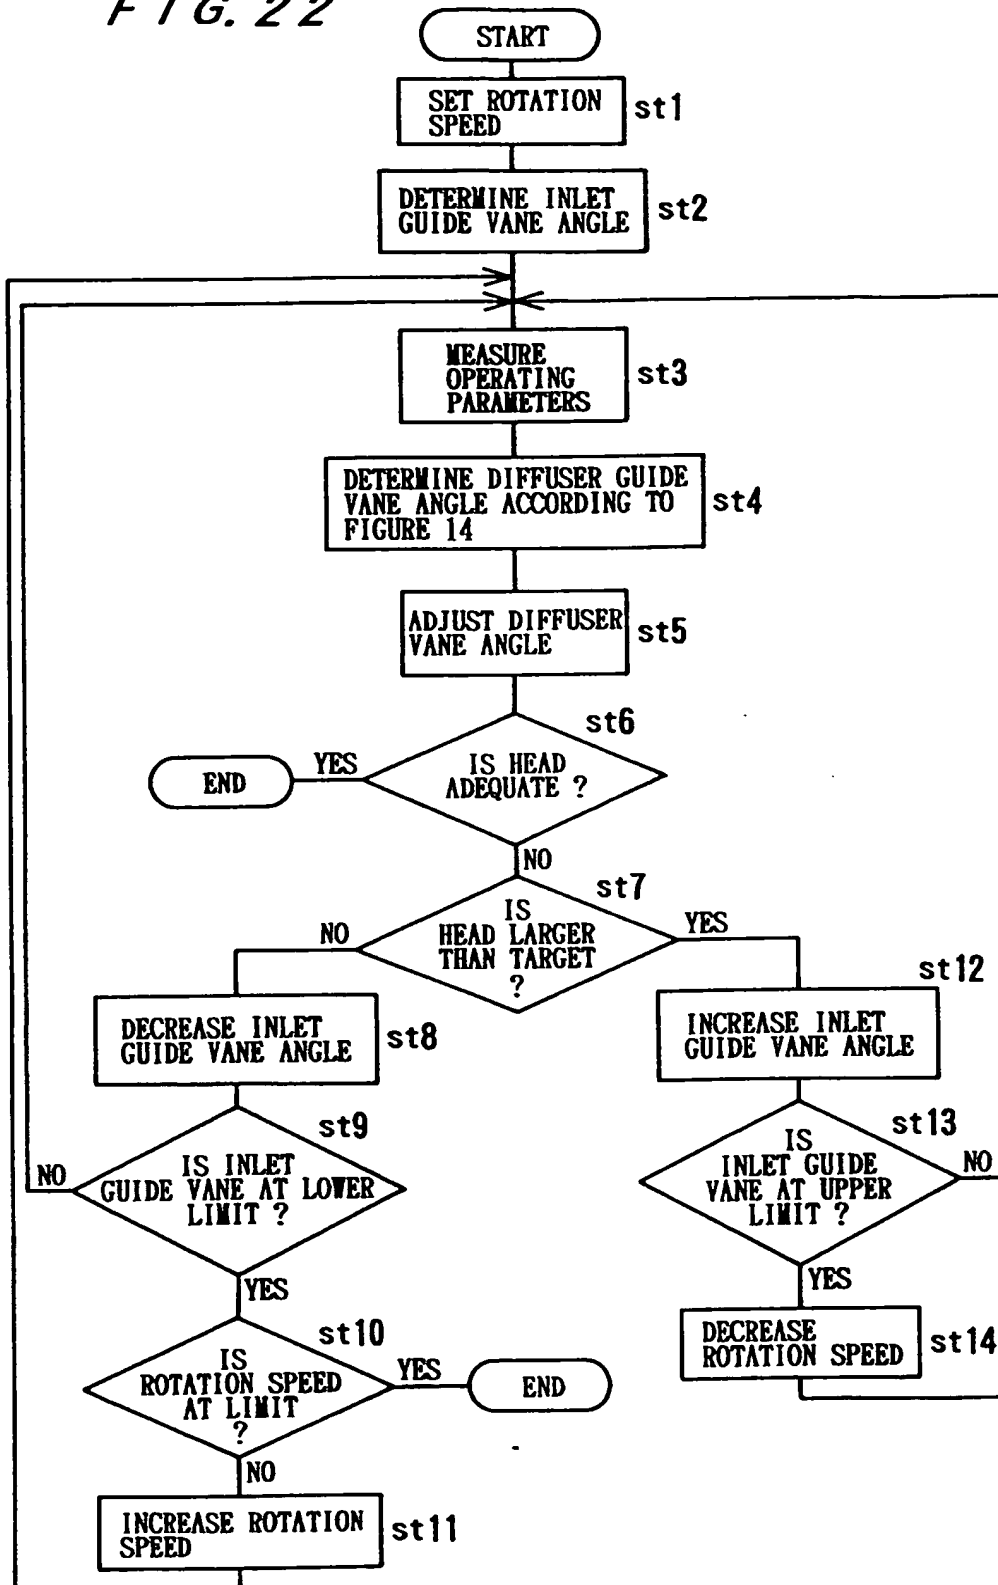 FIG. 22
START
SET ROTATION
SPEED
st1
DETERMINE INLET
GUIDE VANE ANGLE
st2
MEASURE
OPERATING
PARAMETERS
st3
DETERMINE DIFFUSER GUIDE
VANE ANGLE ACCORDING TO
FIGURE 14
st4
ADJUST DIFFUSER
VANE ANGLE
st5
st6
IS HEAD
ADEQUATE ?
YES
END
NO
st7
IS
HEAD LARGER
THAN TARGET
?
NO
YES
DECREASE INLET
GUIDE VANE ANGLE
st8
st12
INCREASE INLET
GUIDE VANE ANGLE
st9
IS INLET
GUIDE VANE AT LOWER
LIMIT ?
NO
YES
st13
IS
INLET GUIDE
VANE AT UPPER
LIMIT ?
NO
YES
st10
IS
ROTATION SPEED
AT LIMIT
?
YES
END
NO
DECREASE
ROTATION SPEED
st14
INCREASE ROTATION
SPEED
st11